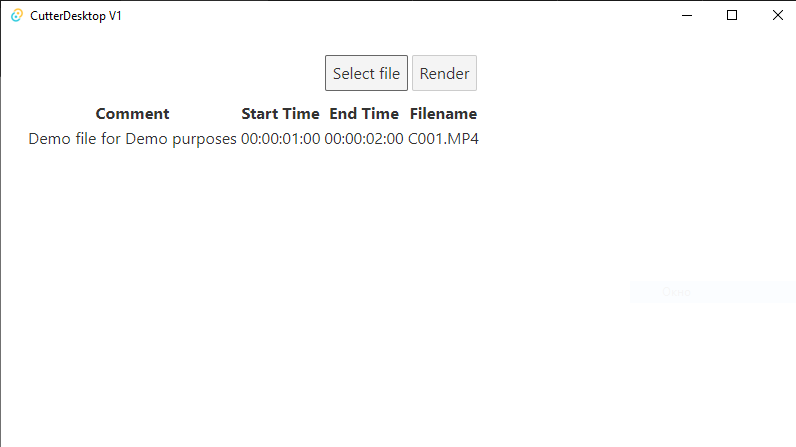 CutterDesktop V1
Select file Render
Comment Start Time End Time Filename
Demo file for Demo purposes 00:00:01:00 00:00:02:00 C001.MP4